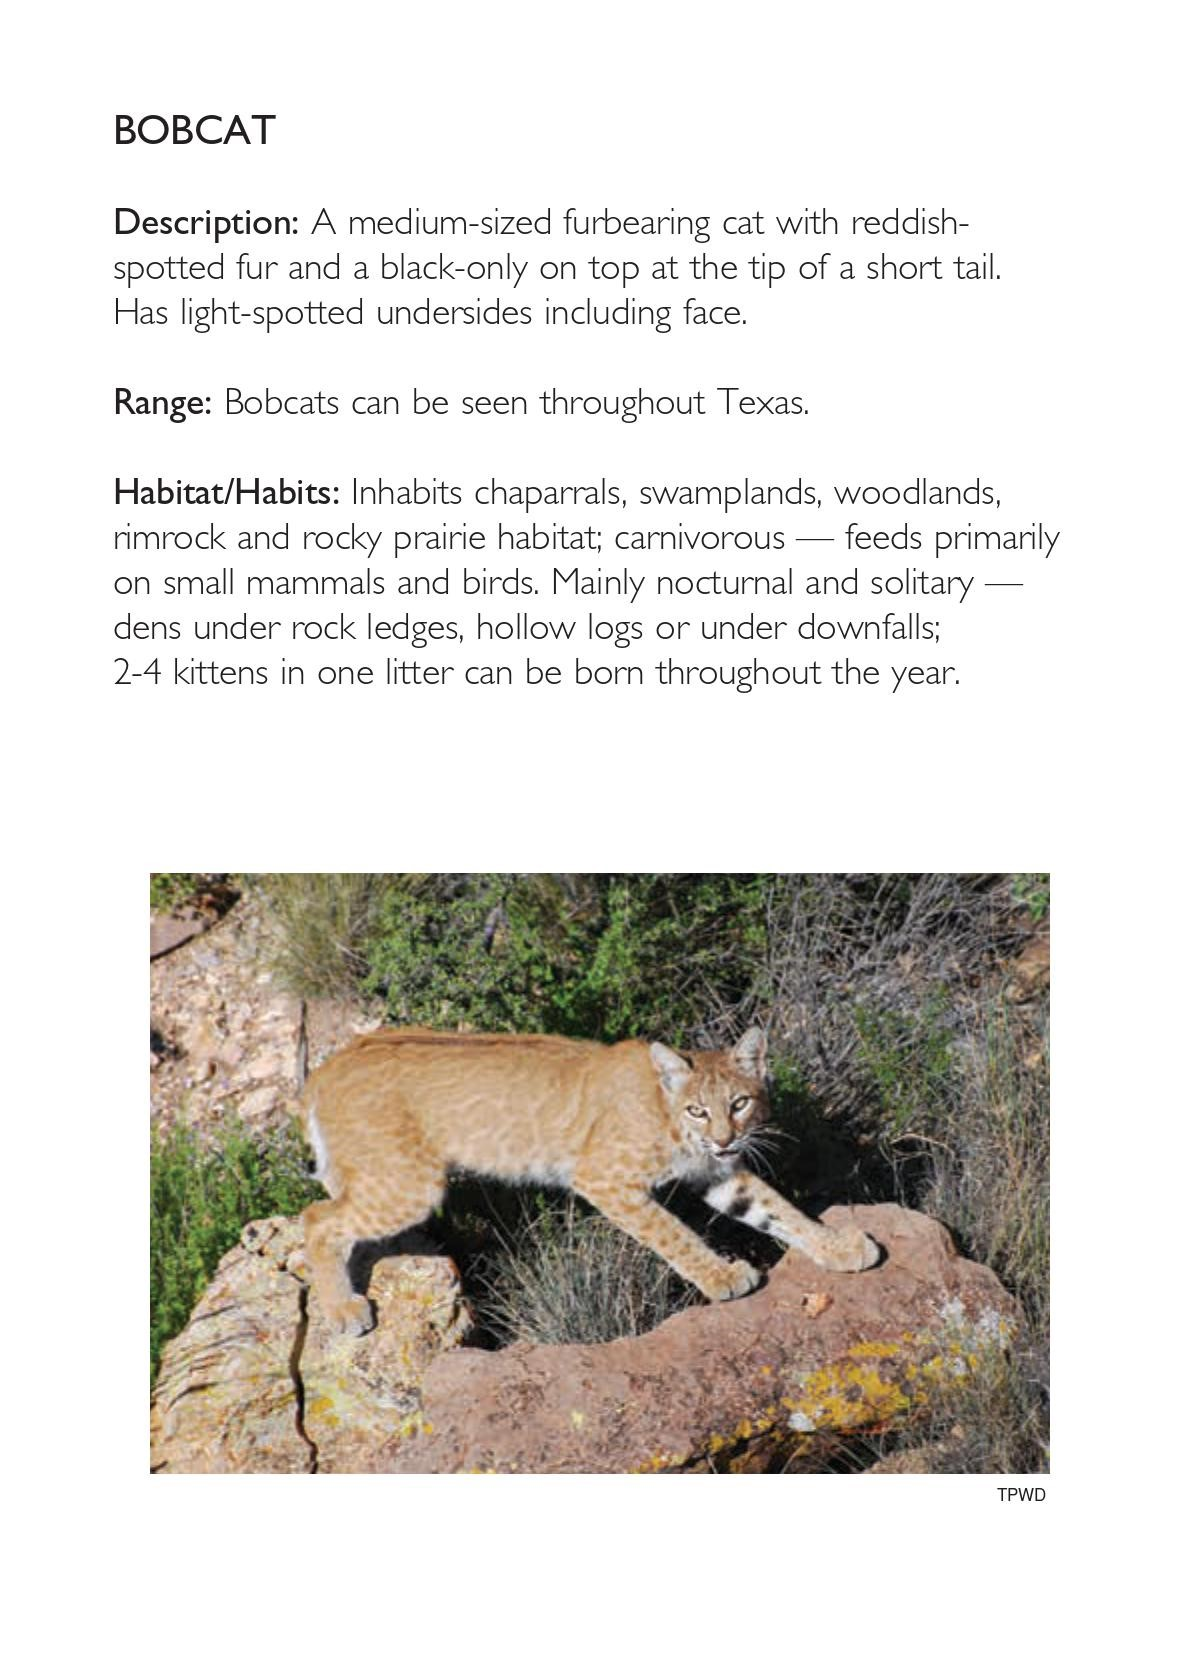 BOBCAT
Description: A medium-sized furbearing cat with reddish-
spotted fur and a black-only on top at the tip of a short tail.
Has light-spotted undersides including face.
Range: Bobcats can be seen throughout Texas.
Habitat/Habits: Inhabits chaparrals, swamplands, woodlands,
rimrock and rocky prairie habitat; carnivorous — feeds primarily
on small mammals and birds. Mainly nocturnal and solitary —
dens under rock ledges, hollow logs or under downfalls;
2-4 kittens in one litter can be born throughout the year.
TPWD